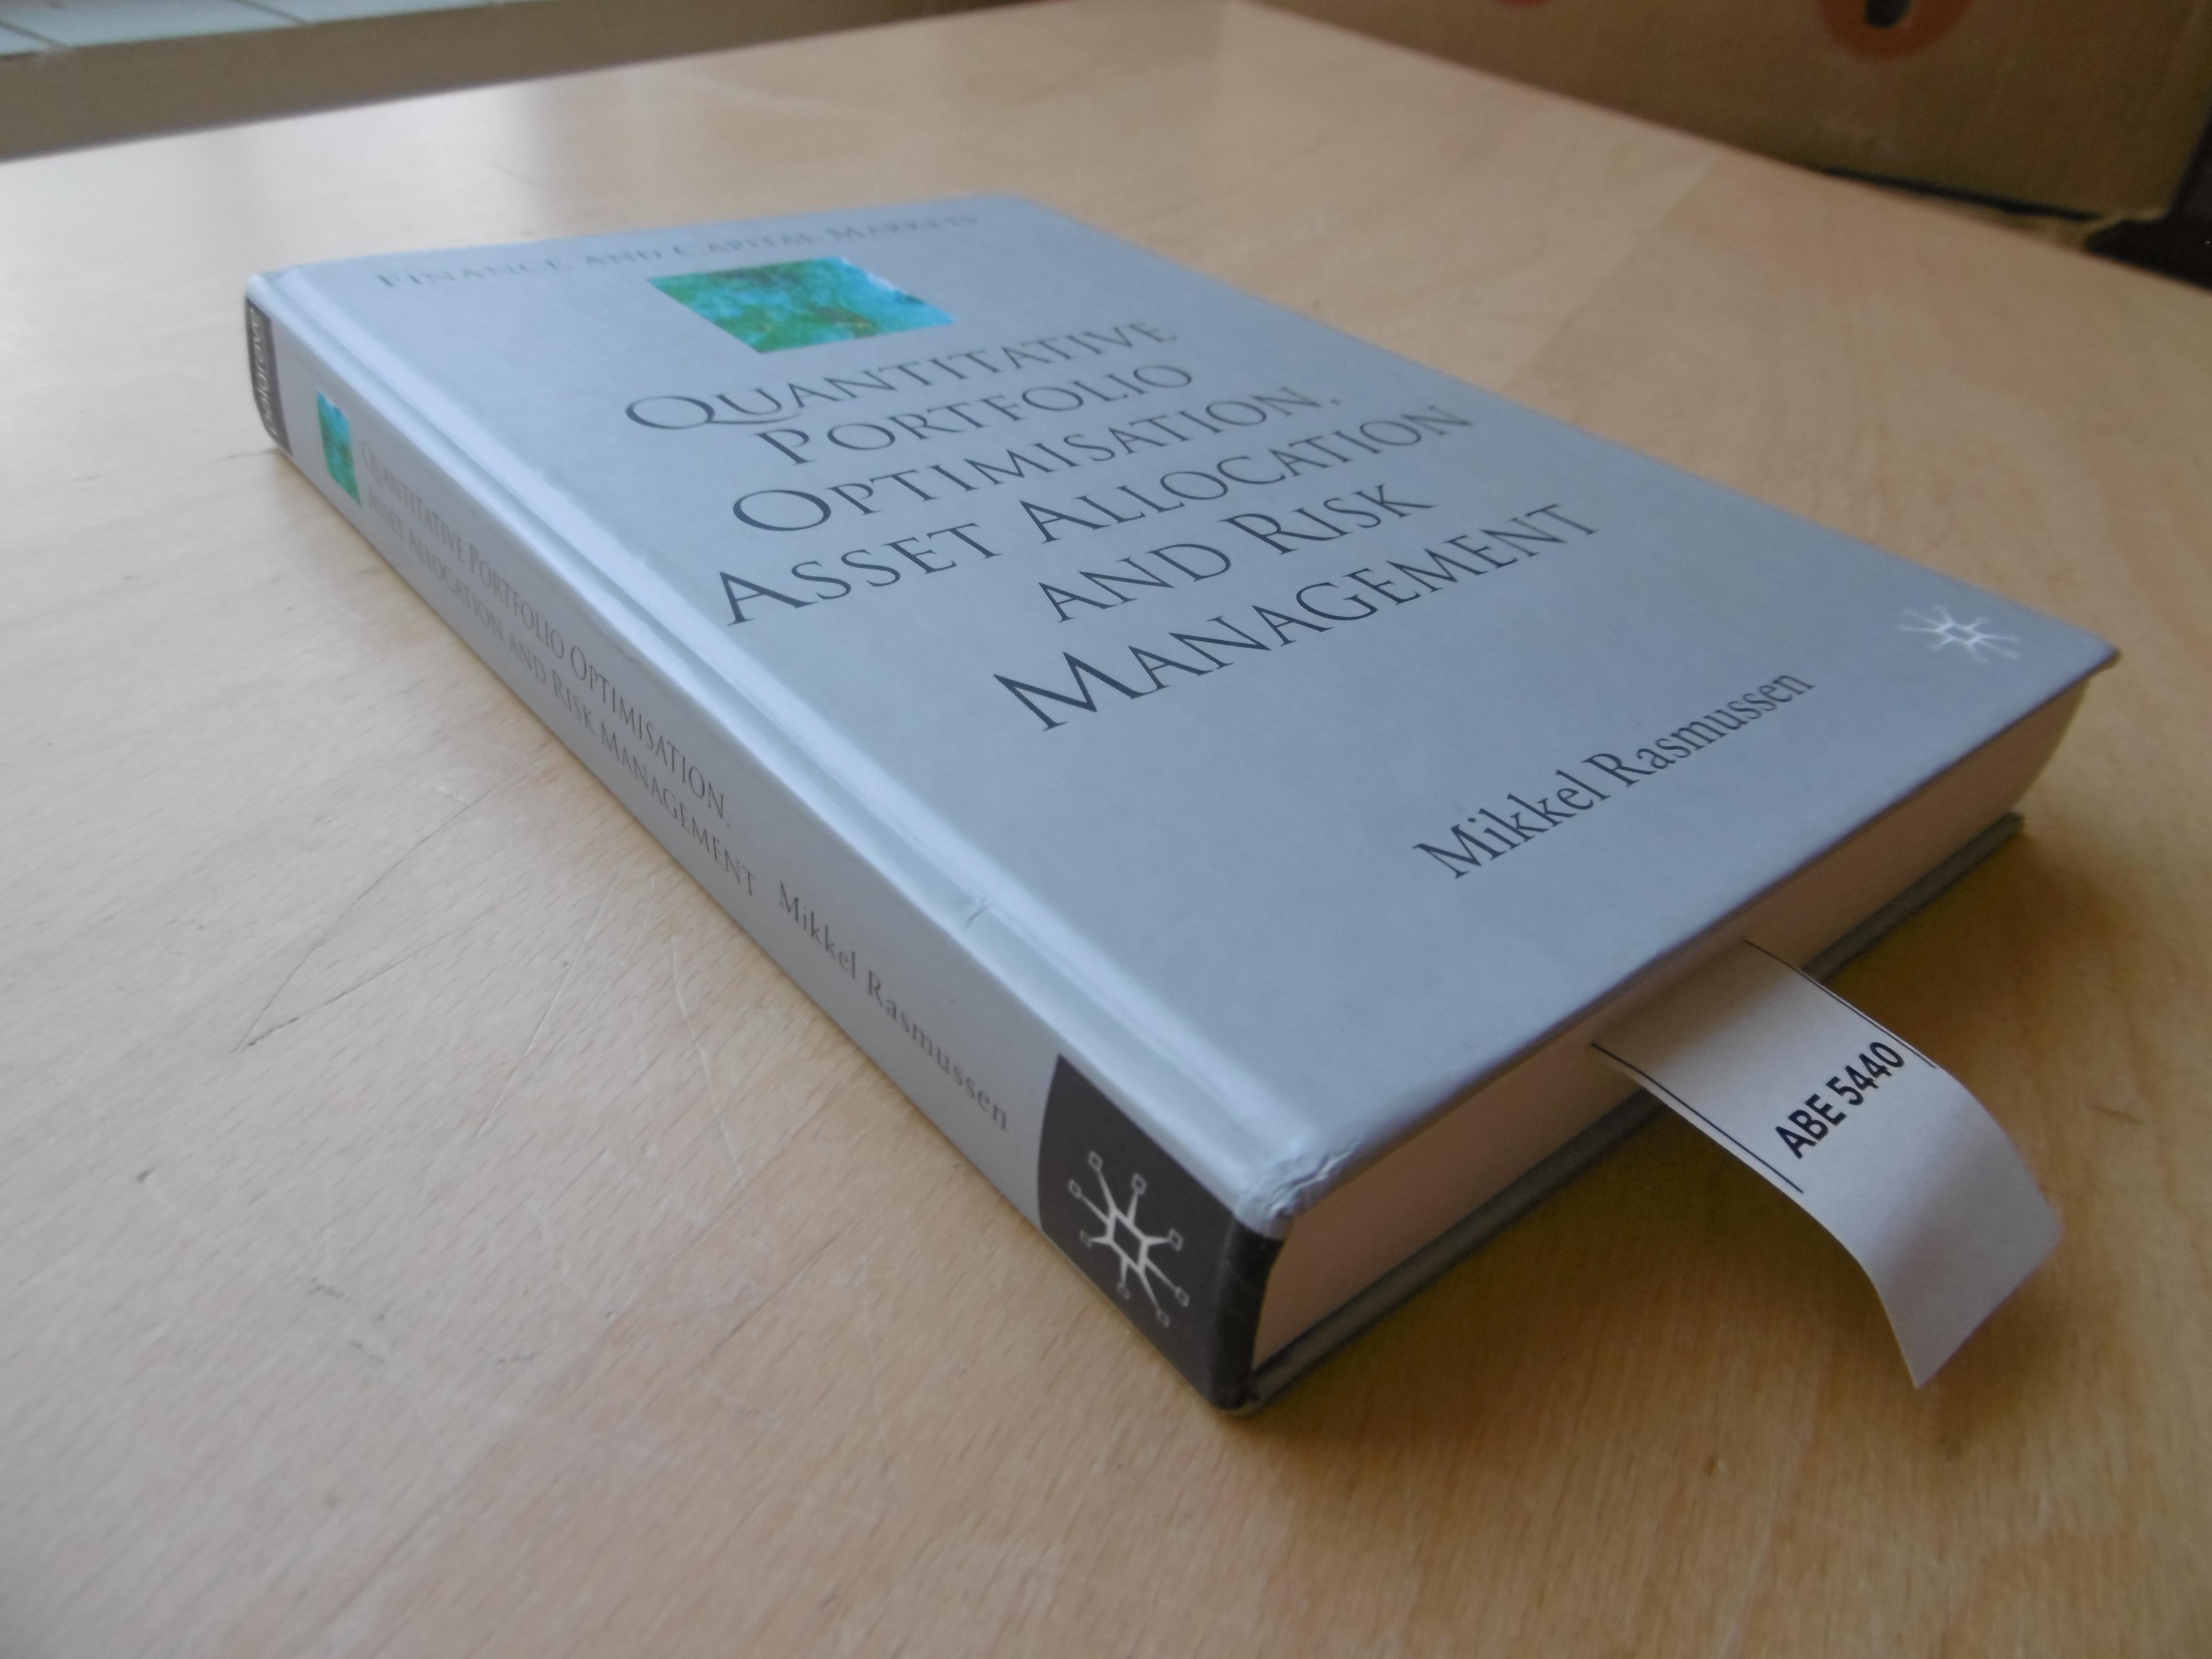 FINANCE AND CAPITAL MARKETS
QUANTITATIVE
PORTFOLIO
OPTIMISATION,
ASSET ALLOCATION
AND RISK
MANAGEMENT
Mikkel Rasmussen
palgrave
QUANTITATIVE PORTFOLIO OPTIMISATION,
ASSET ALLOCATION AND RISK MANAGEMENT
Mikkel Rasmussen
ABE 5440